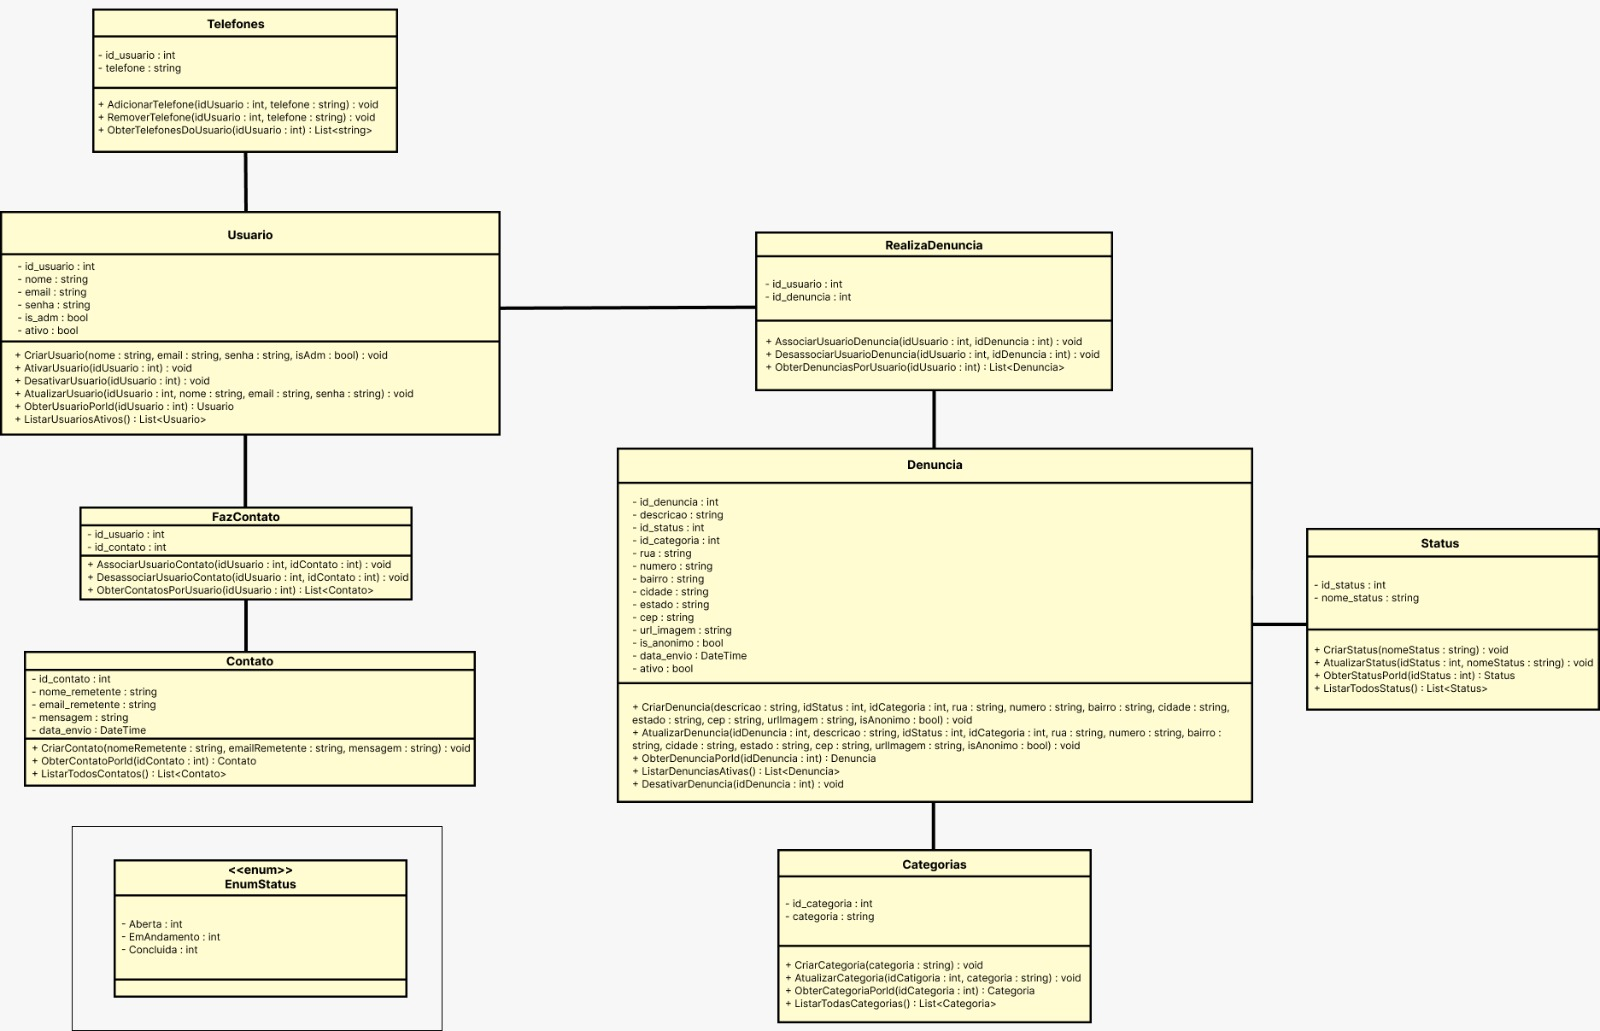 Telefones
- id_usuario : int
- telefone : string
+ AdicionarTelefone(idUsuario : int, telefone : string) : void
+ RemoverTelefone(idUsuario : int, telefone : string) : void
+ ObterTelefonesDoUsuario(idUsuario : int) : List<string>
Usuario
- id_usuario : int
- nome : string
- email : string
- senha : string
- is_adm : bool
- ativo : bool
+ CriarUsuario(nome : string, email : string, senha : string, isAdm : bool) : void
+ AtivarUsuario(idUsuario : int) : void
+ DesativarUsuario(idUsuario : int) : void
+ AtualizarUsuario(idUsuario : int, nome : string, email : string, senha : string) : void
+ ObterUsuarioPorId(idUsuario : int) : Usuario
+ ListarUsuariosAtivos() : List<Usuario>
RealizaDenuncia
- id_usuario : int
- id_denuncia : int
+ AssociarUsuarioDenuncia(idUsuario : int, idDenuncia : int) : void
+ DesassociarUsuarioDenuncia(idUsuario : int, idDenuncia : int) : void
+ ObterDenunciasPorUsuario(idUsuario : int) : List<Denuncia>
FazContato
- id_usuario : int
- id_contato : int
+ AssociarUsuarioContato(idUsuario : int, idContato : int) : void
+ DesassociarUsuarioContato(idUsuario : int, idContato : int) : void
+ ObterContatosPorUsuario(idUsuario : int) : List<Contato>
Contato
- id_contato : int
- nome_remetente : string
- email_remetente : string
- mensagem : string
- data_envio : DateTime
+ CriarContato(nomeRemetente : string, emailRemetente : string, mensagem : string) : void
+ ObterContatoPorId(idContato : int) : Contato
+ ListarTodosContatos() : List<Contato>
Denuncia
- id_denuncia : int
- descricao : string
- id_status : int
- id_categoria : int
- rua : string
- numero : string
- bairro : string
- cidade : string
- estado : string
- cep : string
- url_imagem : string
- is_anonimo : bool
- data_envio : DateTime
- ativo : bool
+ CriarDenuncia(descricao : string, idStatus : int, idCategoria : int, rua : string, numero : string, bairro : string, cidade : string,
estado : string, cep : string, urlImagem : string, isAnonimo : bool) : void
+ AtualizarDenuncia(idDenuncia : int, descricao : string, idStatus : int, idCategoria : int, rua : string, numero : string, bairro :
string, cidade : string, estado : string, cep : string, urlImagem : string, isAnonimo : bool) : void
+ ObterDenunciaPorId(idDenuncia : int) : Denuncia
+ ListarDenunciasAtivas() : List<Denuncia>
+ DesativarDenuncia(idDenuncia : int) : void
Status
- id_status : int
- nome_status : string
+ CriarStatus(nomeStatus : string) : void
+ AtualizarStatus(idStatus : int, nomeStatus : string) : void
+ ObterStatusPorId(idStatus : int) : Status
+ ListarTodosStatus() : List<Status>
<<enum>>
EnumStatus
- Aberta : int
- EmAndamento : int
- Concluida : int
Categorias
- id_categoria : int
- categoria : string
+ CriarCategoria(categoria : string) : void
+ AtualizarCategoria(idCatigoria : int, categoria : string) : void
+ ObterCategoriaPorId(idCategoria : int) : Categoria
+ ListarTodasCategorias() : List<Categoria>